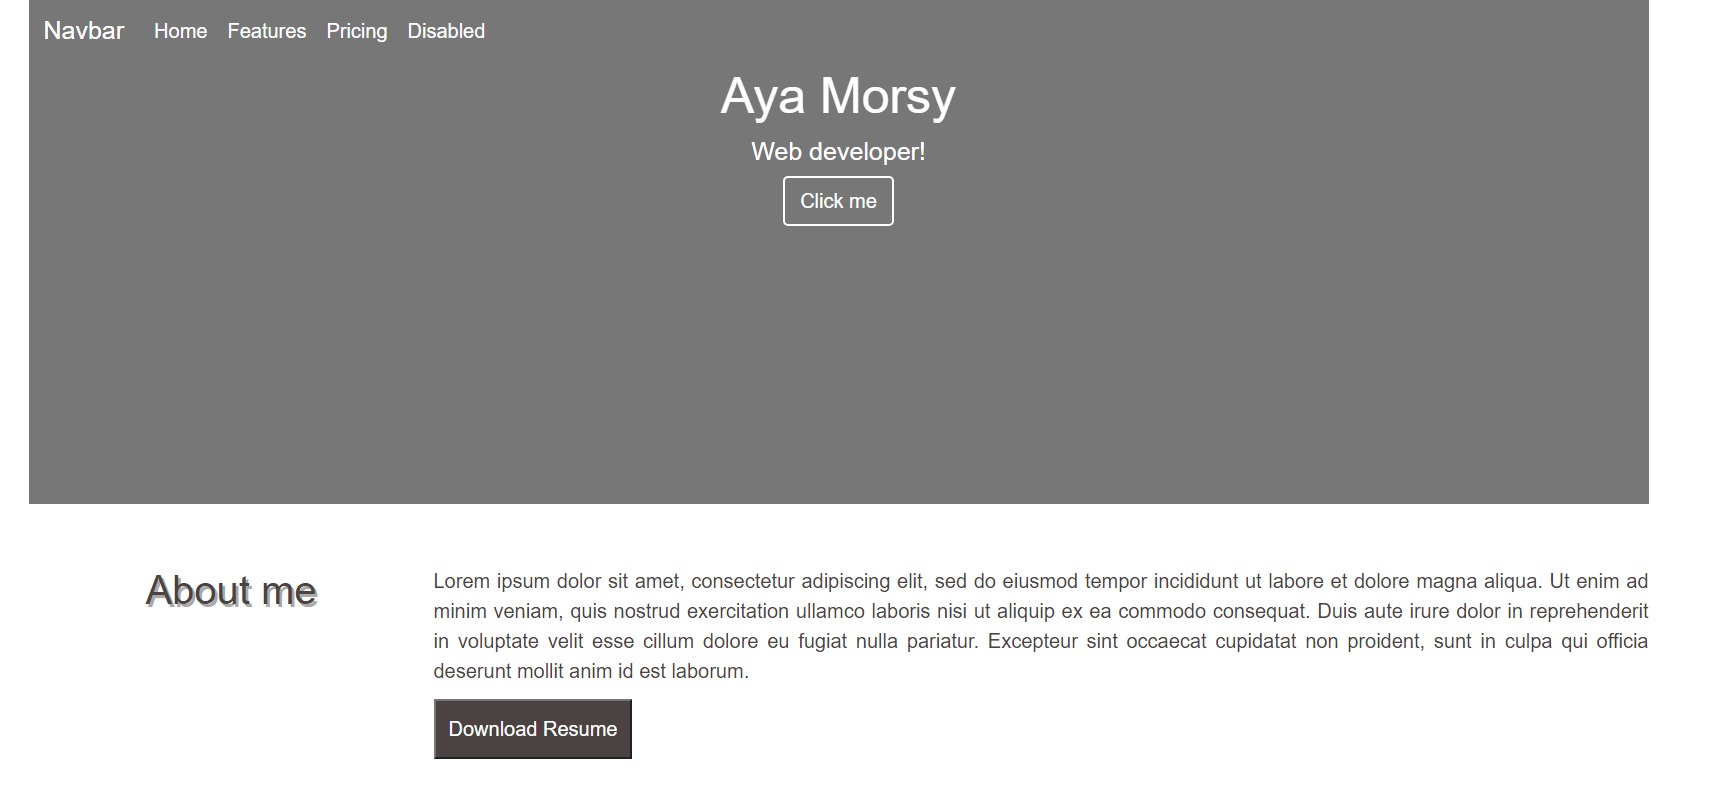 Navbar Home Features Pricing Disabled
Aya Morsy
Web developer!
Click me
About me
Lorem ipsum dolor sit amet, consectetur adipiscing elit, sed do eiusmod tempor incididunt ut labore et dolore magna aliqua. Ut enim ad
minim veniam, quis nostrud exercitation ullamco laboris nisi ut aliquip ex ea commodo consequat. Duis aute irure dolor in reprehenderit
in voluptate velit esse cillum dolore eu fugiat nulla pariatur. Excepteur sint occaecat cupidatat non proident, sunt in culpa qui officia
deserunt mollit anim id est laborum.
Download Resume